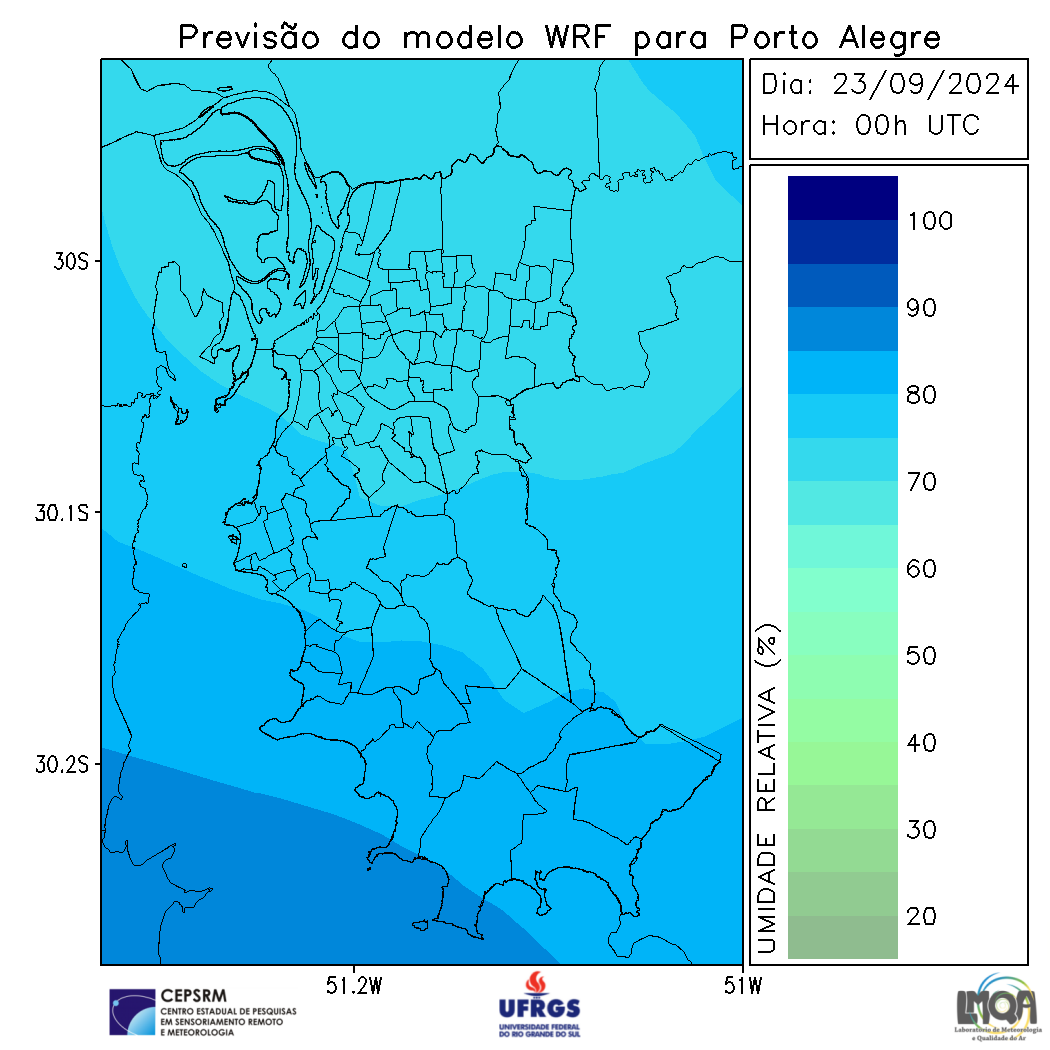 Previsão do modelo WRF para Porto Alegre
Dia: 23/09/2024
Hora: 00h UTC
30S
30.1S
30.2S
51.2W
51W
UMIDADE RELATIVA (%)
100
90
80
70
60
50
40
30
20
CEPSRM
CENTRO ESTADUAL DE PESQUISAS
EM SENSORIAMENTO REMOTO
E METEOROLOGIA
UFRGS
UNIVERSIDADE FEDERAL
DO RIO GRANDE DO SUL
LMQA
Laboratório de Meteorologia
e Qualidade do Ar